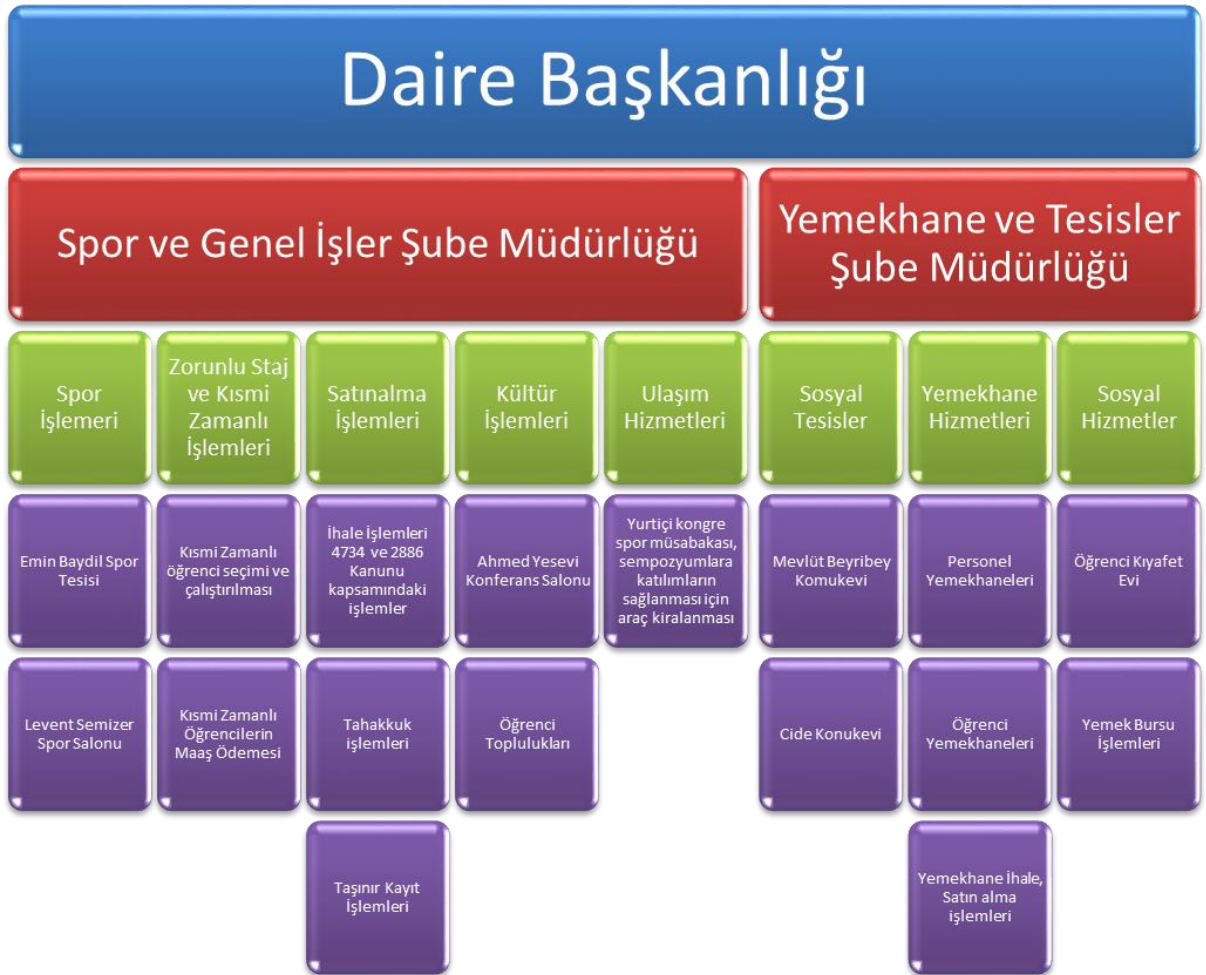 Daire Başkanlığı
Spor ve Genel İşler Şube Müdürlüğü
Yemekhane ve Tesisler
Şube Müdürlüğü
Spor
İşlemeri
Zorunlu Staj
ve Kısmi
Zamanlı
İşlemleri
Satınalma
İşlemleri
Kültür
İşlemleri
Ulaşım
Hizmetleri
Sosyal
Tesisler
Yemekhane
Hizmetleri
Sosyal
Hizmetler
Emin Baydil Spor
Tesisi
Kısmi Zamanlı
öğrenci seçimi ve
çalıştırılması
İhale İşlemleri
4734 ve 2886
Kanunu
kapsamındaki
işlemler
Ahmed Yesevi
Konferans Salonu
Yurtiçi kongre
spor müsabakası,
sempozyumlara
katılımların
sağlanması için
araç kiralanması
Mevlüt Beyribey
Komukevi
Personel
Yemekhaneleri
Öğrenci Kıyafet
Evi
Levent Semizer
Spor Salonu
Kısmi Zamanlı
Öğrencilerin
Maaş Ödemesi
Tahakkuk
işlemleri
Öğrenci
Toplulukları
Cide Konukevi
Öğrenci
Yemekhaneleri
Yemek Bursu
İşlemleri
Taşınır Kayıt
İşlemleri
Yemekhane İhale,
Satın alma
işlemleri